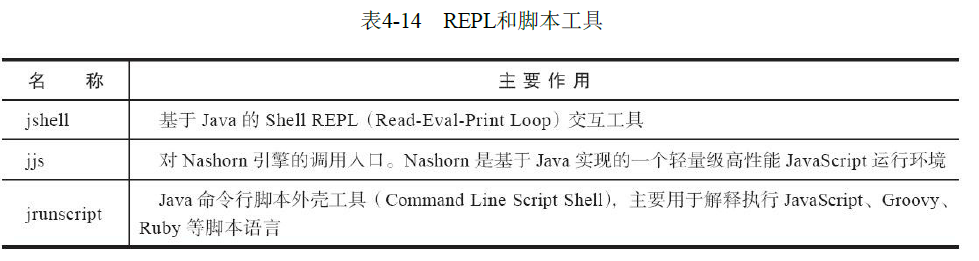 表4-14 REPL和脚本工具
名 称 主 要 作 用
jshell 基于 Java 的 Shell REPL（Read-Eval-Print Loop）交互工具
jjs 对 Nashorn 引擎的调用入口。Nashorn 是基于 Java 实现的一个轻量级高性能 JavaScript 运行环境
jrunscript Java 命令行脚本外壳工具（Command Line Script Shell），主要用于解释执行 JavaScript、Groovy、
Ruby 等脚本语言